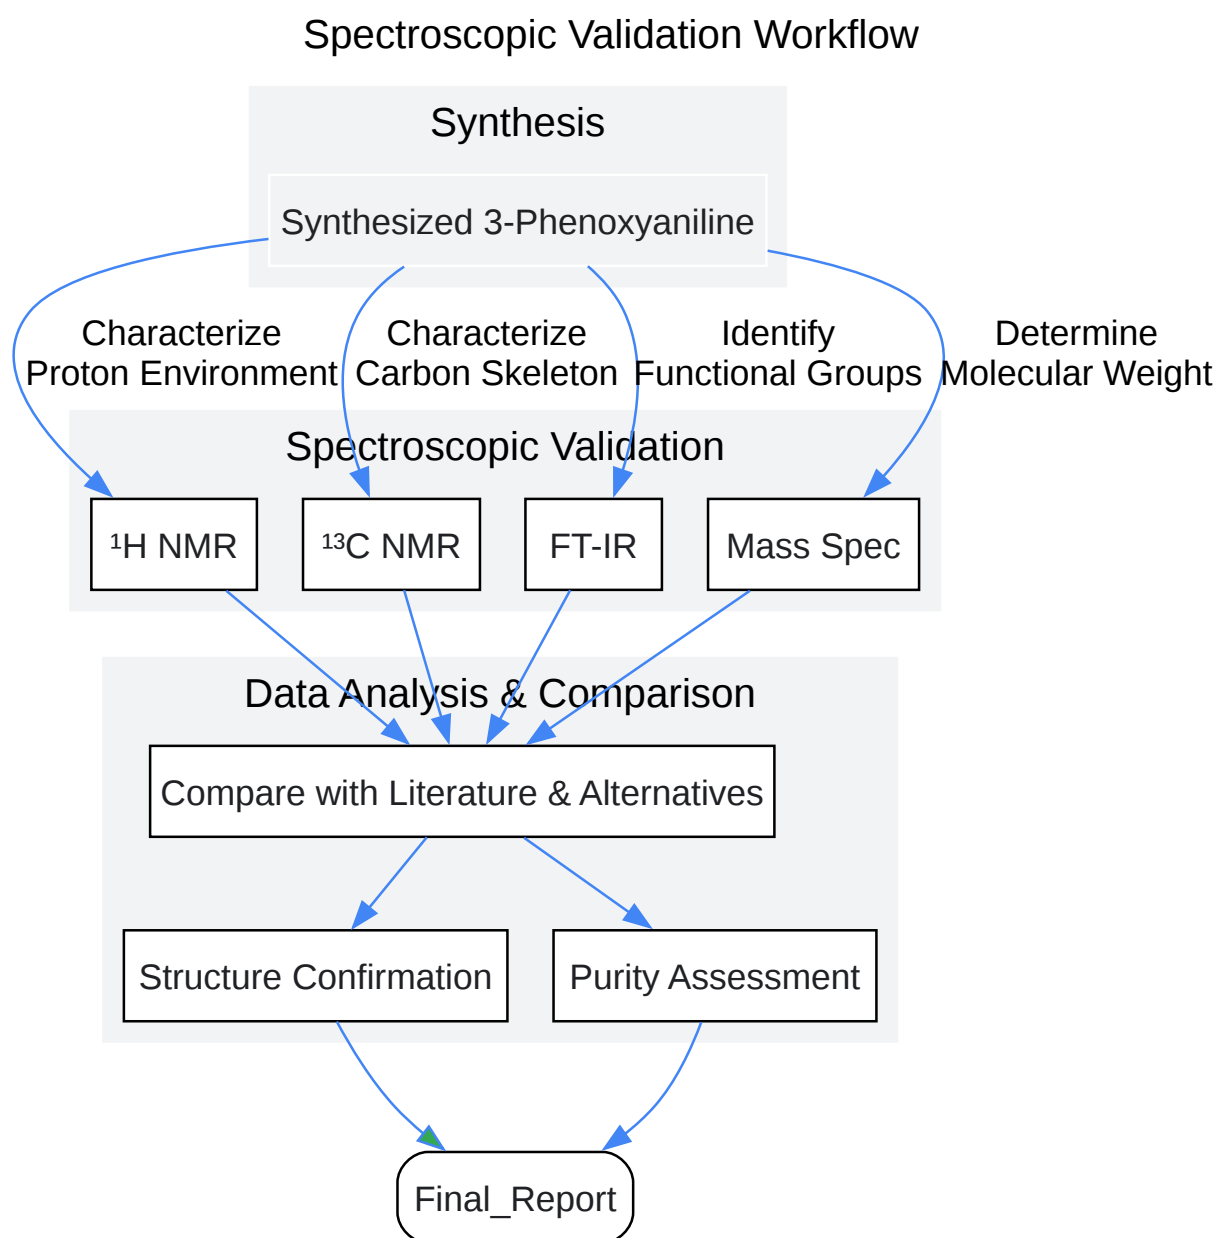 Spectroscopic Validation Workflow
Synthesis
Synthesized 3-Phenoxyaniline
Characterize
Proton Environment
Characterize
Carbon Skeleton
Identify
Functional Groups
Determine
Molecular Weight
Spectroscopic Validation
¹H NMR
¹³C NMR
FT-IR
Mass Spec
Data Analysis & Comparison
Compare with Literature & Alternatives
Structure Confirmation
Purity Assessment
Final_Report